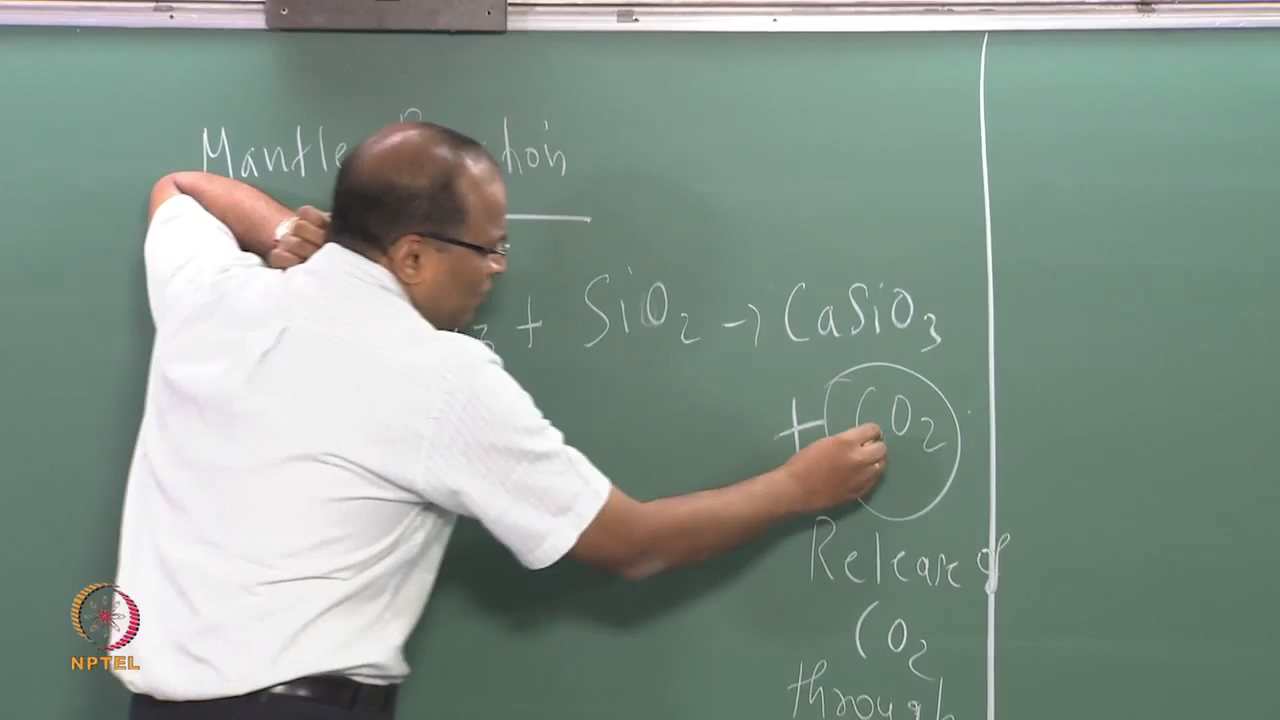 Mantle
+ SiO2 → CaSiO3
+ CO2
Release of
CO2
through
NPTEL